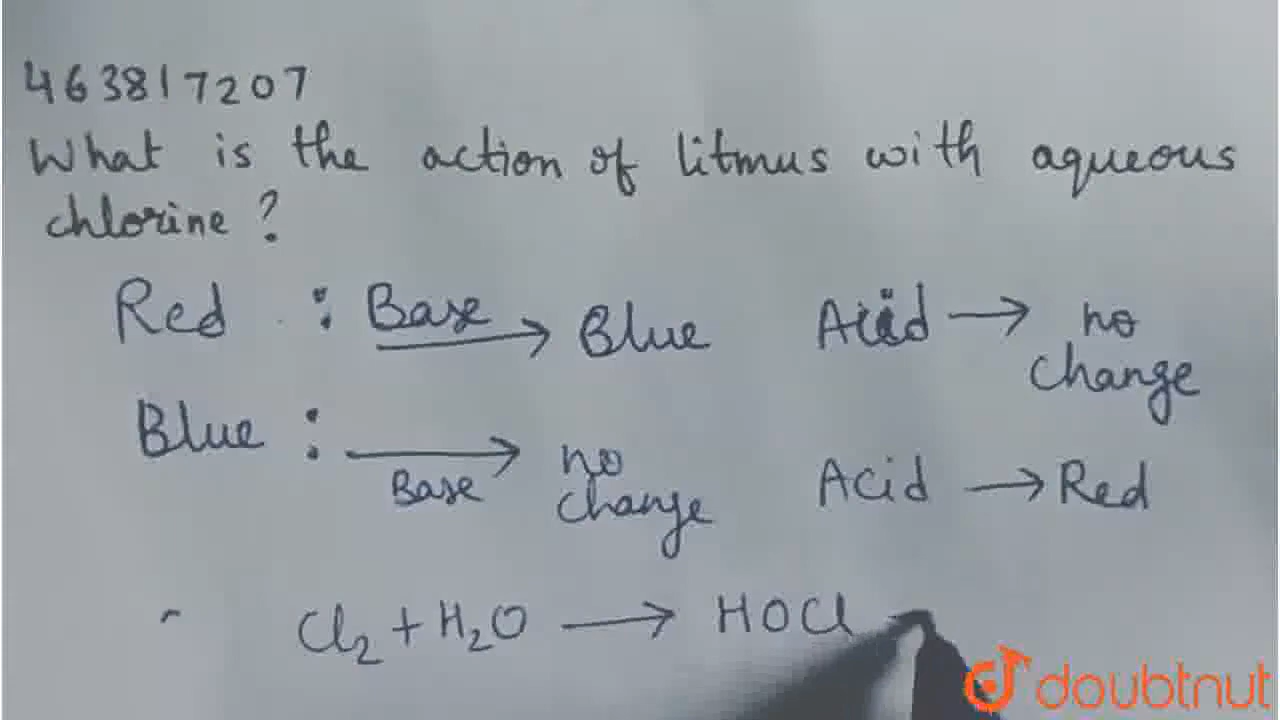 463817207
What is the action of litmus with aqueous
chlorine?
Red : Base → Blue Acid → no change
Blue : Base → no change Acid → Red
Cl₂ + H₂O → HOCl
doubtnut